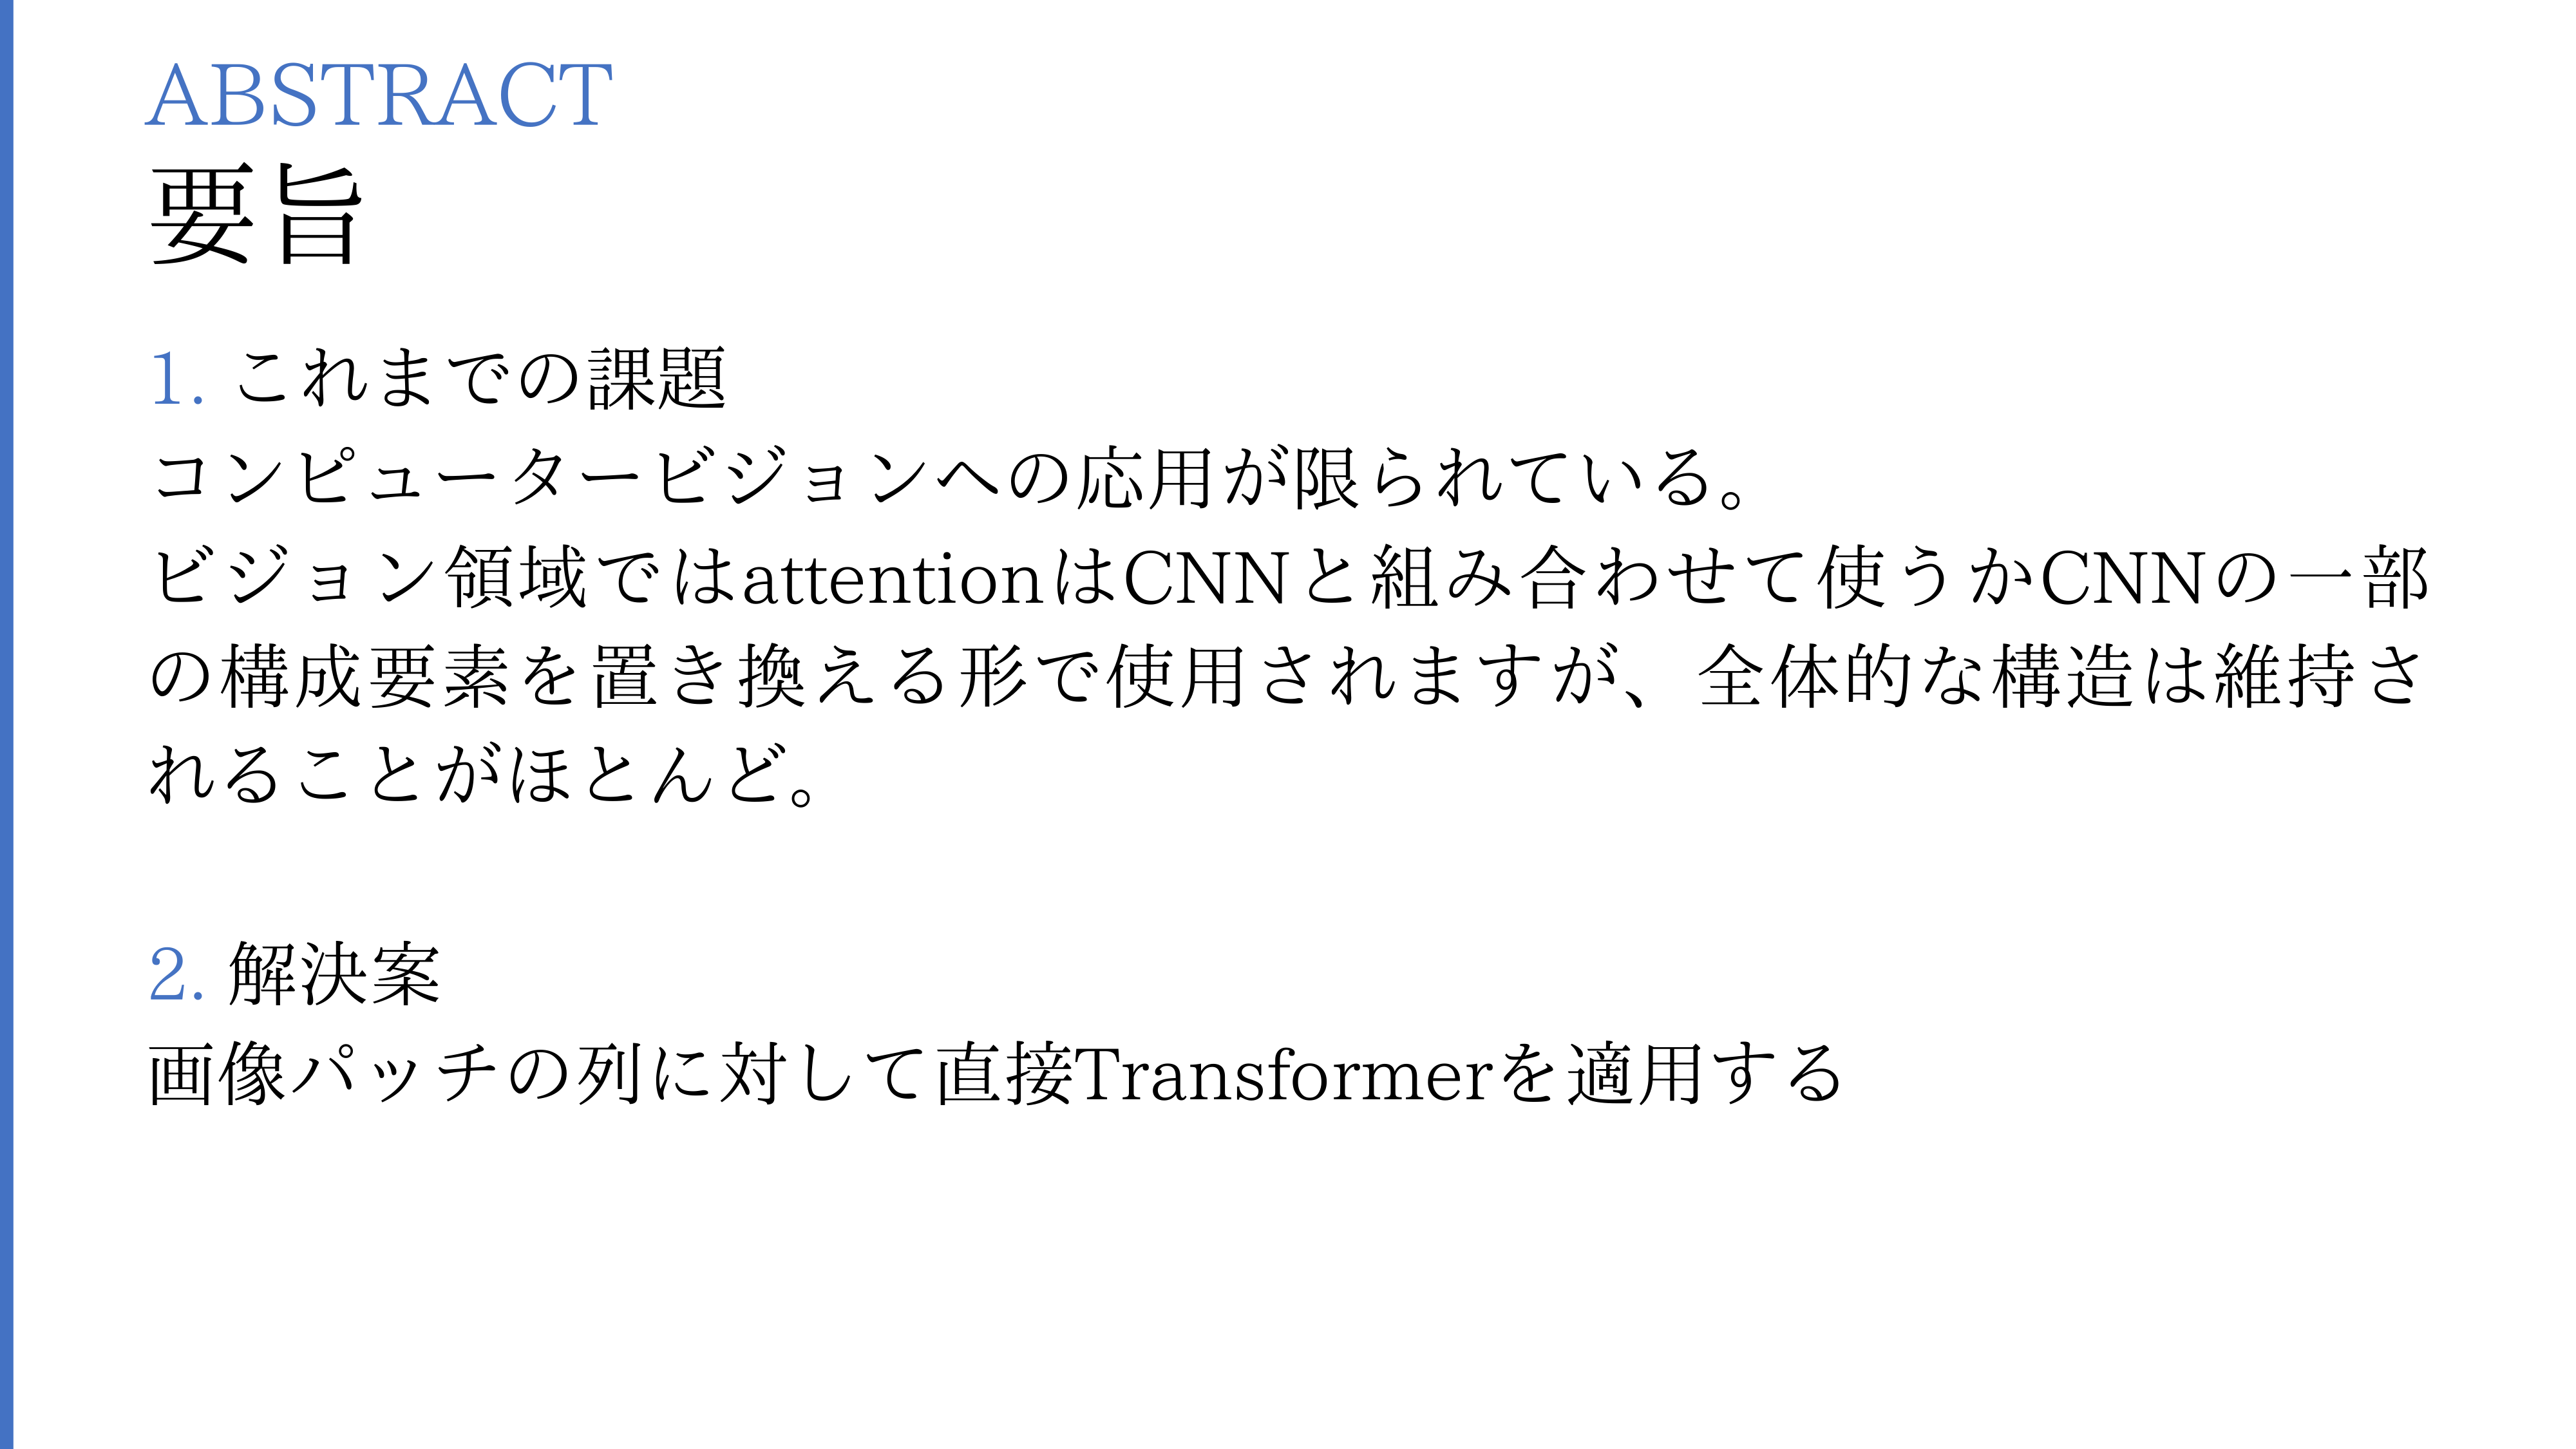 ABSTRACT
要旨
1. これまでの課題
コンピュータービジョンへの応用が限られている。
ビジョン領域ではattentionはCNNと組み合わせて使うかCNNの一部
の構成要素を置き換える形で使用されますが、全体的な構造は維持さ
れることがほとんど。
2. 解決案
画像パッチの列に対して直接Transformerを適用する